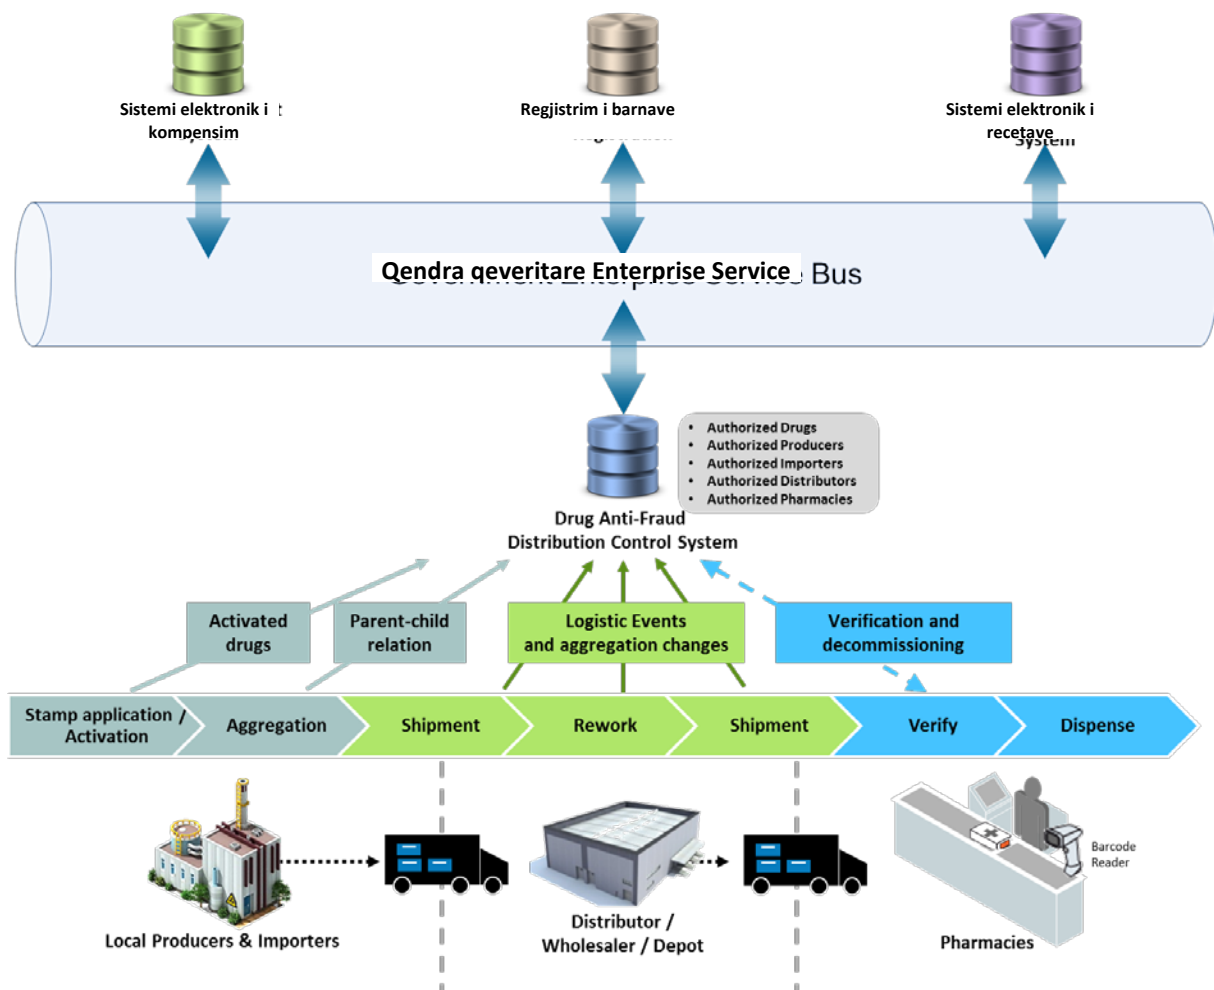 Sistemi elektronik i t
kompensim
Regjistrim i barnave
Sistemi elektronik i
recetave
System
Qendra qeveritare Enterprise Service Bus
• Authorized Drugs
• Authorized Producers
• Authorized Importers
• Authorized Distributors
• Authorized Pharmacies
Drug Anti-Fraud
Distribution Control System
Activated
drugs
Parent-child
relation
Logistic Events
and aggregation changes
Verification and
decommissioning
Stamp application /
Activation
Aggregation
Shipment
Rework
Shipment
Verify
Dispense
Barcode
Reader
Local Producers & Importers
Distributor /
Wholesaler / Depot
Pharmacies